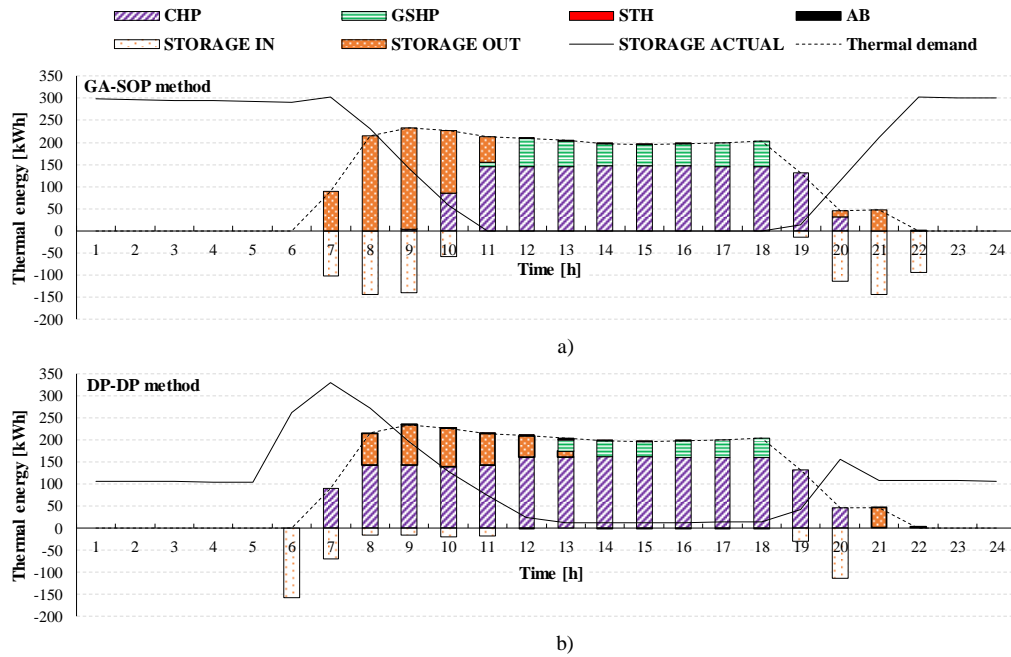 CHP GSHP STH AB
STORAGE IN STORAGE OUT STORAGE ACTUAL Thermal demand
GA-SOP method
Thermal energy [kWh]
350
300
250
200
150
100
50
0
-50
-100
-150
-200
1 2 3 4 5 6 7 8 9 10 11 12 13 14 15 16 17 18 19 20 21 22 23 24
Time [h]
a)
DP-DP method
Thermal energy [kWh]
350
300
250
200
150
100
50
0
-50
-100
-150
-200
1 2 3 4 5 6 7 8 9 10 11 12 13 14 15 16 17 18 19 20 21 22 23 24
Time [h]
b)